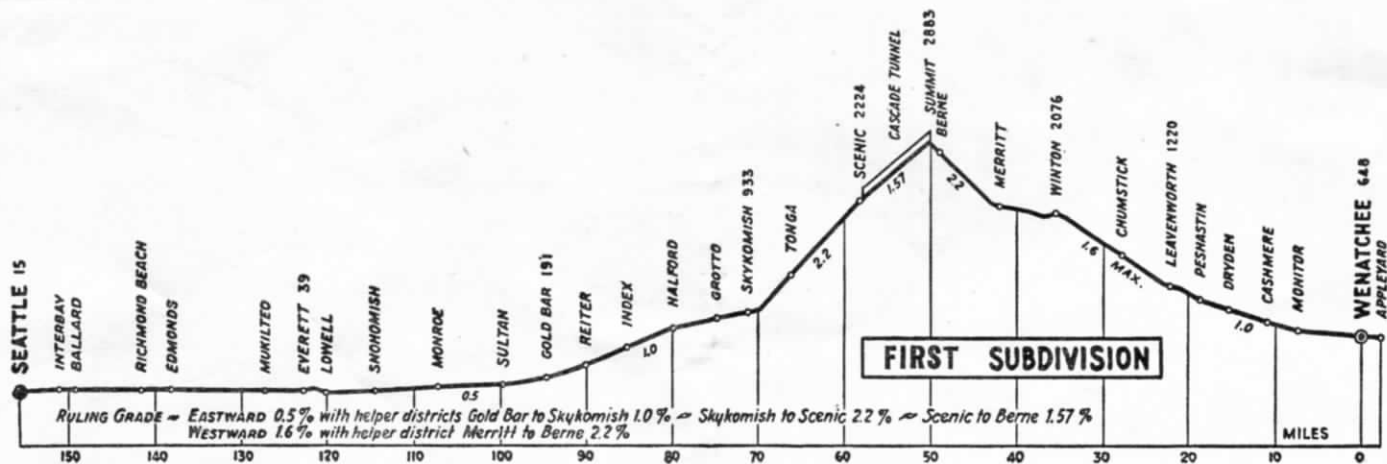 SEATTLE 15
INTERBAY
BALLARD
RICHMOND BEACH
EDMONDS
MUKILTEO
EVERETT 39
LOWELL
SNOHOMISH
MONROE
SULTAN
GOLD BAR 191
REITER
INDEX
HALFORD
GROTTO
SKYKOMISH 933
TONGA
SCENIC 2224
CASCADE TUNNEL
SUMMIT 2883
BERNE
MERRITT
WINTON 2076
CHUMSTICK
LEAVENWORTH 1220
PESHASTIN
DRYDEN
CASHMERE
MONITOR
WENATCHEE 648
APPLEYARD
0.5
1.0
2.2
1.57
2.2
1.6 MAX.
1.0
FIRST SUBDIVISION
RULING GRADE ~ EASTWARD 0.5% with helper districts Gold Bar to Skykomish 1.0% ~ Skykomish to Scenic 2.2% ~ Scenic to Berne 1.57%
WESTWARD 1.6% with helper district Merritt to Berne 2.2%
MILES
150 140 130 120 110 100 90 80 70 60 50 40 30 20 10 0